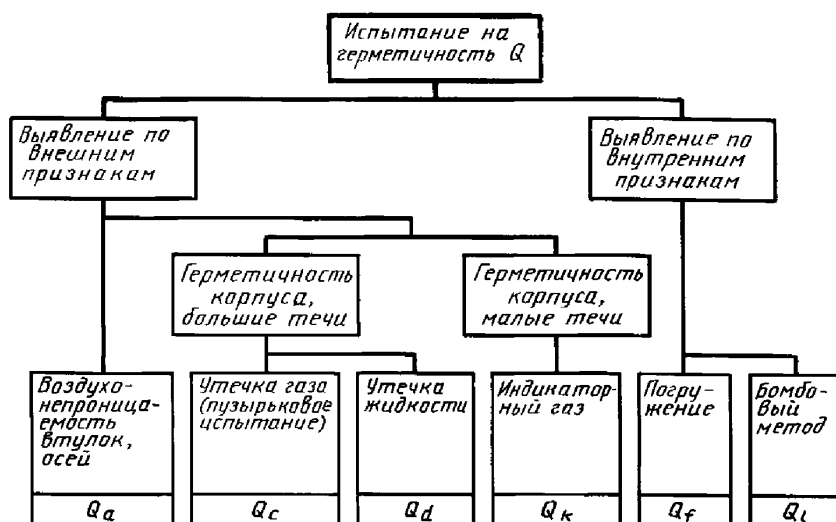 Испытание на
герметичность Q
Выявление по
внешним
признакам
Выявление по
внутренним
признакам
Герметичность
корпуса,
большие течи
Герметичность
корпуса,
малые течи
Воздухо-
непроница-
емость
втулок,
осей
Утечка газа
(пузырьковое
испытание)
Утечка
жидкости
Индикатор-
ный газ
Погру-
жение
Бомбо-
вый
метод
Qa
Qc
Qd
Qk
Qf